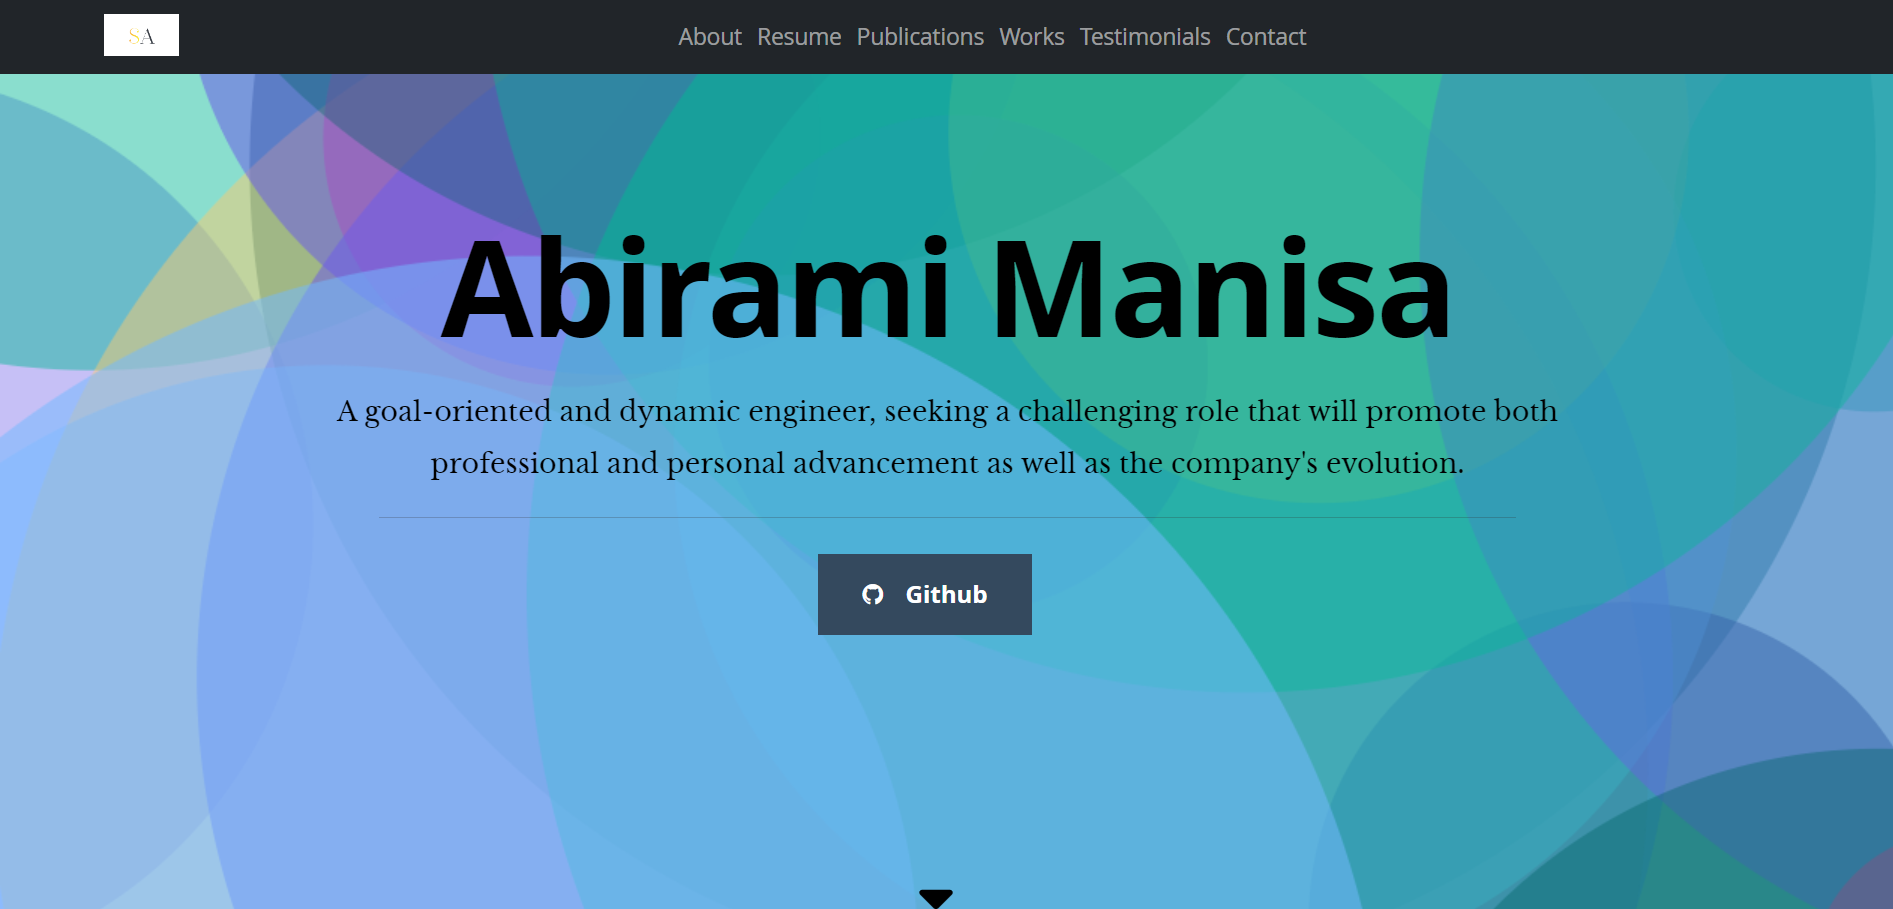 SA
About Resume Publications Works Testimonials Contact
Abirami Manisa
A goal-oriented and dynamic engineer, seeking a challenging role that will promote both
professional and personal advancement as well as the company's evolution.
Github